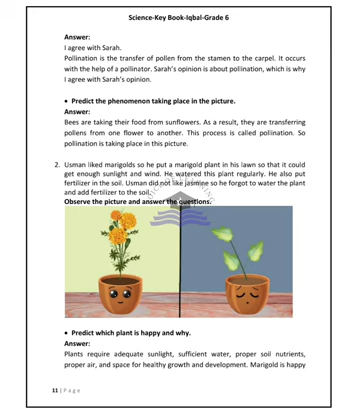 Science-Key Book-Iqbal-Grade 6
Answer:
I agree with Sarah.
Pollination is the transfer of pollen from the stamen to the carpel. It occurs
with the help of a pollinator. Sarah's opinion is about pollination, which is why
I agree with Sarah's opinion.
• Predict the phenomenon taking place in the picture.
Answer:
Bees are taking their food from sunflowers. As a result, they are transferring
pollens from one flower to another. This process is called pollination. So
pollination is taking place in this picture.
2. Usman liked marigolds so he put a marigold plant in his lawn so that it could
get enough sunlight and wind. He watered this plant regularly. He also put
fertilizer in the soil. Usman did not like jasmine so he forgot to water the plant
and add fertilizer to the soil.
Observe the picture and answer the questions.
• Predict which plant is happy and why.
Answer:
Plants require adequate sunlight, sufficient water, proper soil nutrients,
proper air, and space for healthy growth and development. Marigold is happy
11 | Page